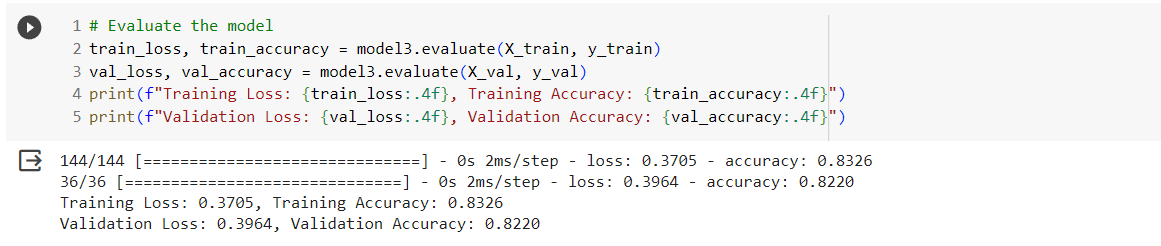 1 # Evaluate the model
2 train_loss, train_accuracy = model3.evaluate(X_train, y_train)
3 val_loss, val_accuracy = model3.evaluate(X_val, y_val)
4 print(f"Training Loss: {train_loss:.4f}, Training Accuracy: {train_accuracy:.4f}")
5 print(f"Validation Loss: {val_loss:.4f}, Validation Accuracy: {val_accuracy:.4f}")
144/144 [==============================] - 0s 2ms/step - loss: 0.3705 - accuracy: 0.8326
36/36 [==============================] - 0s 2ms/step - loss: 0.3964 - accuracy: 0.8220
Training Loss: 0.3705, Training Accuracy: 0.8326
Validation Loss: 0.3964, Validation Accuracy: 0.8220